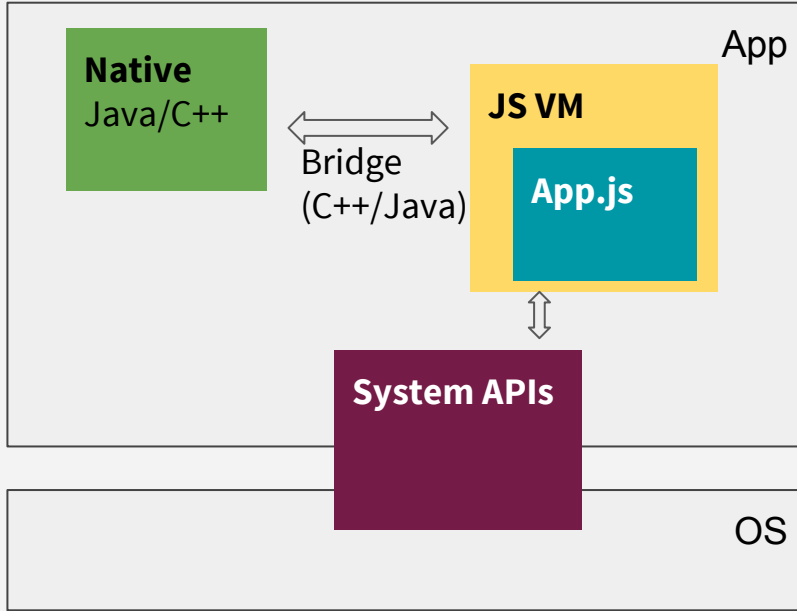 App
Native
Java/C++
Bridge
(C++/Java)
JS VM
App.js
System APIs
OS